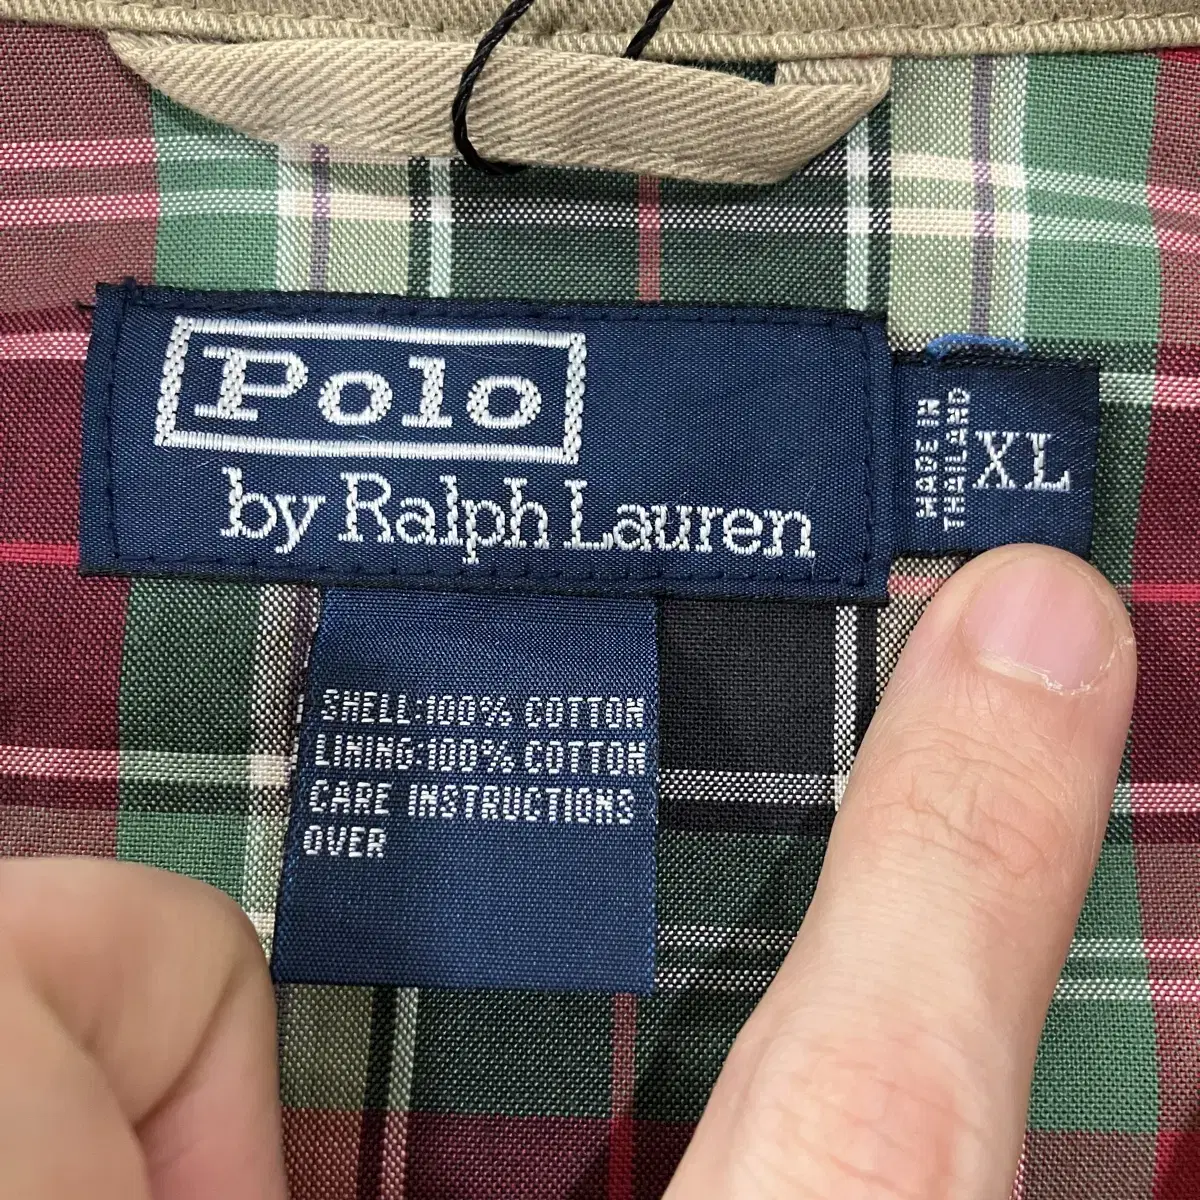 Polo
by Ralph Lauren
MADE IN
THAILAND
XL
SHELL:100% COTTON
LINING:100% COTTON
CARE INSTRUCTIONS
OVER